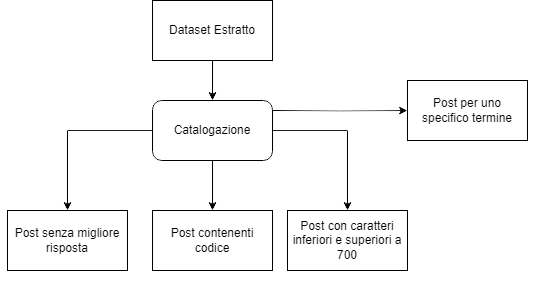 Dataset Estratto
Post per uno
specifico termine
Catalogazione
Post senza migliore
risposta
Post contenenti
codice
Post con caratteri
inferiori e superiori a
700